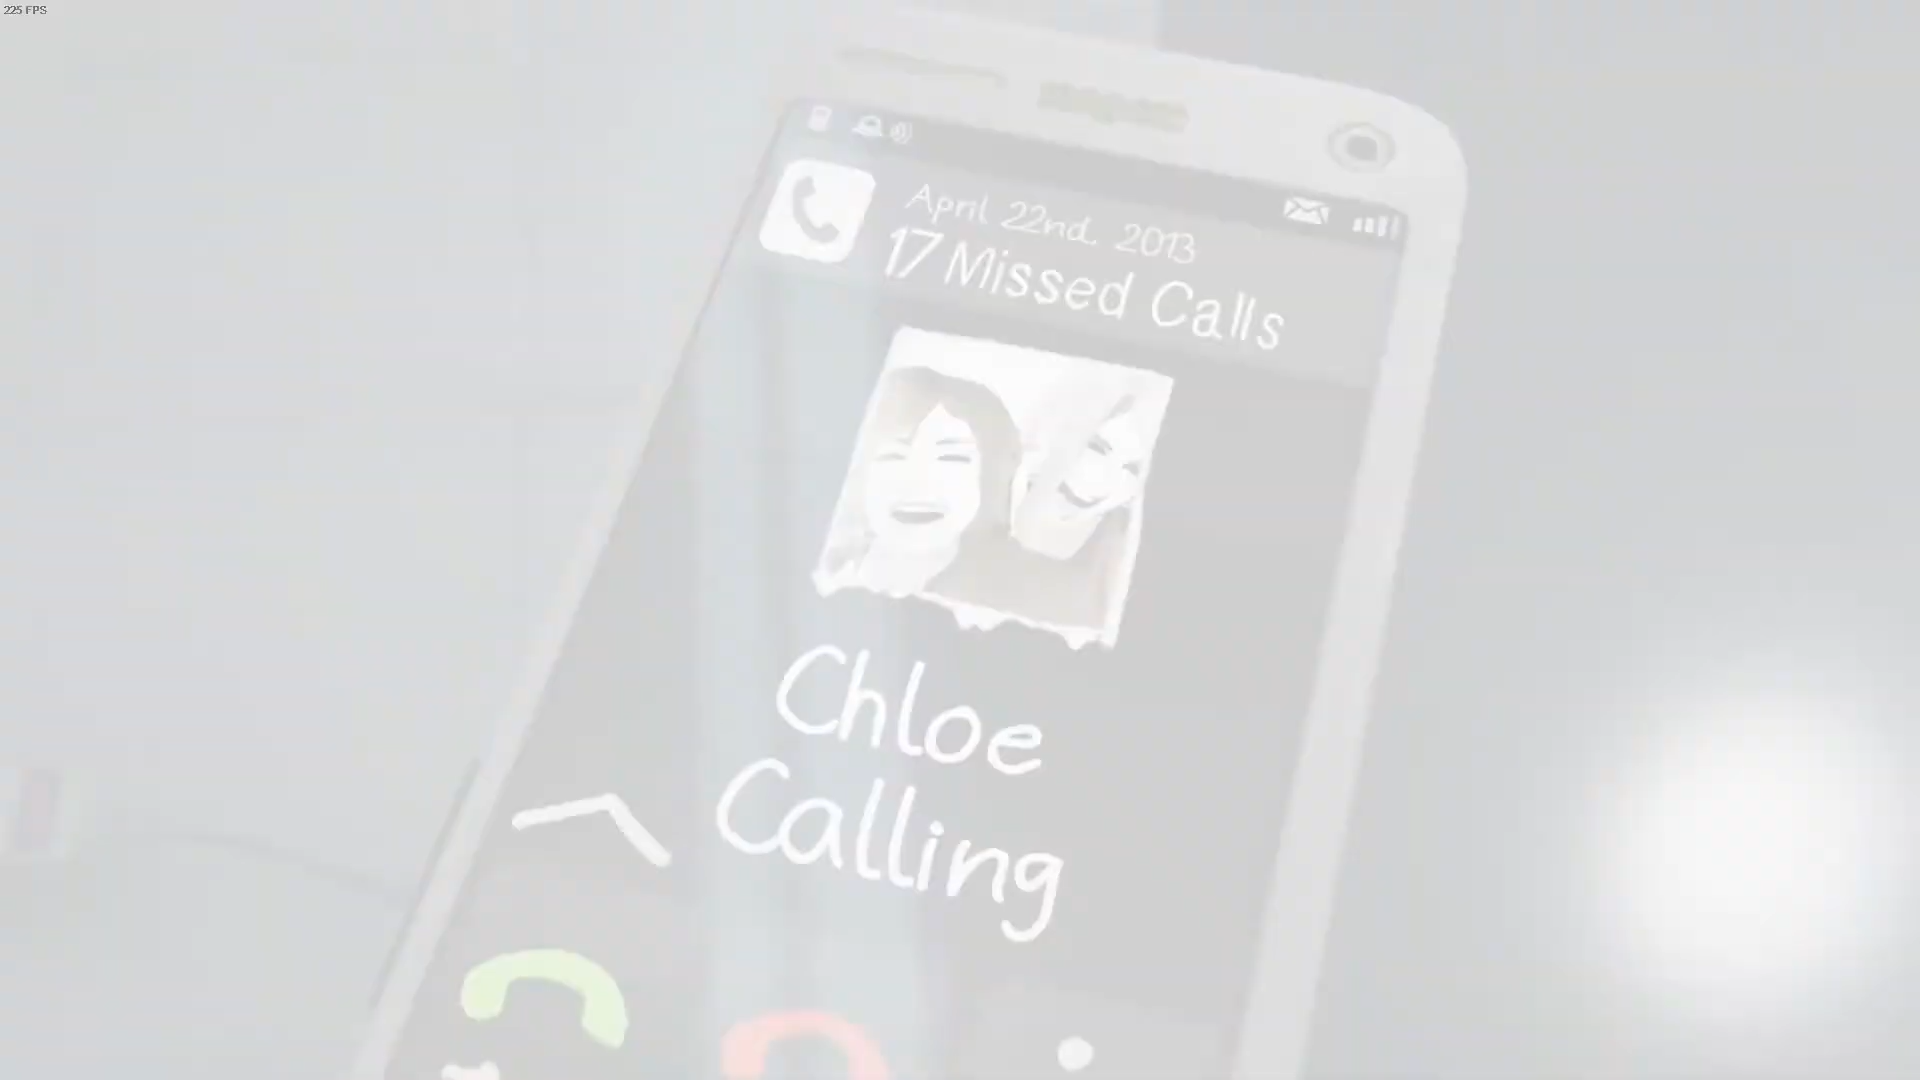 225 FPS
April 22nd. 2013
17 Missed Calls
Chloe
Calling